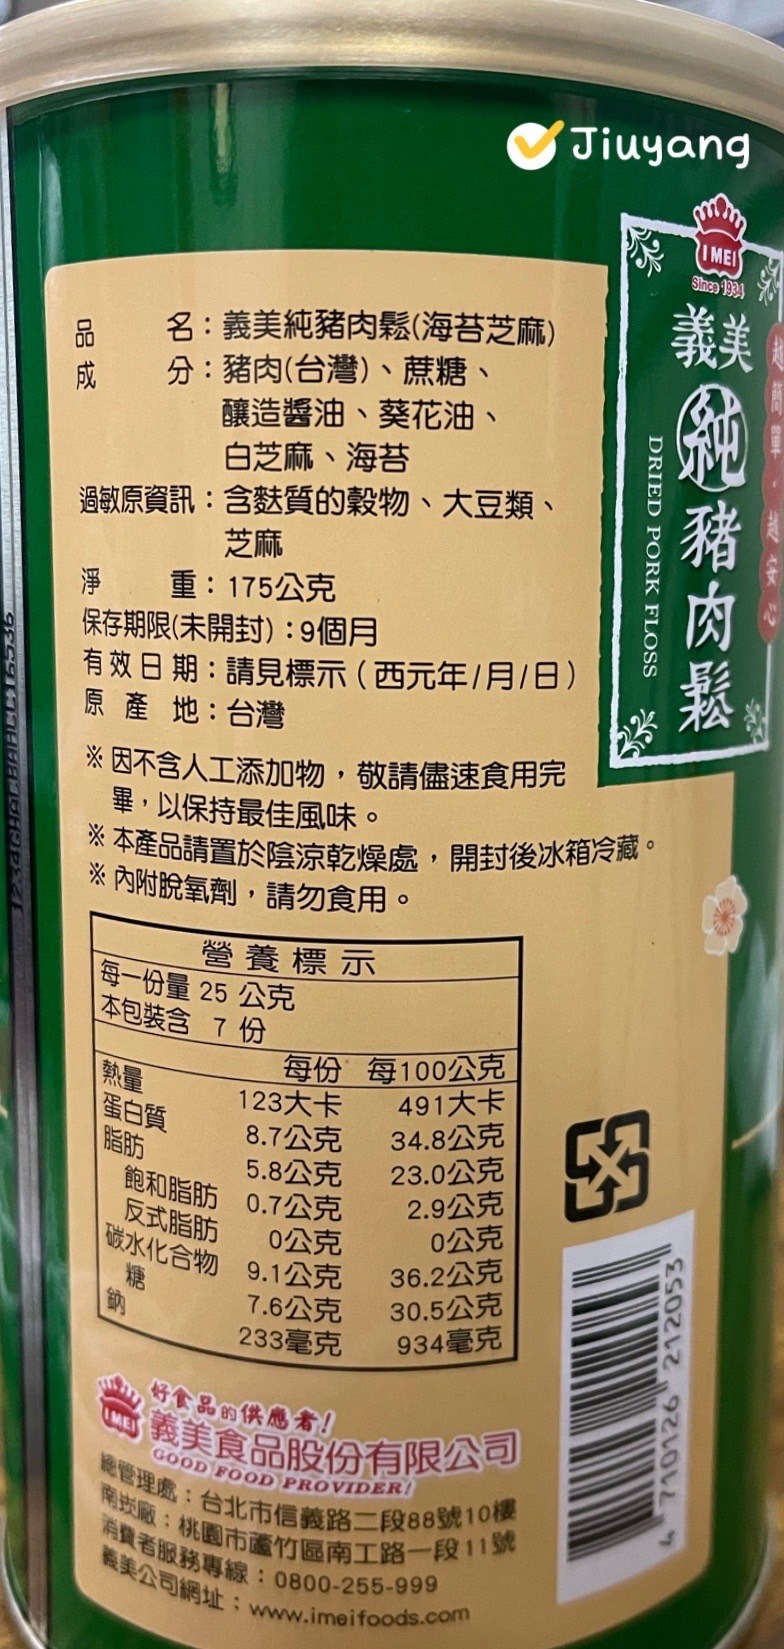 Jiuyang
I MEI
Since 1934
義美
純豬肉鬆
DRIED PORK FLOSS
越簡單，越安心
品名：義美純豬肉鬆(海苔芝麻)
成分：豬肉(台灣)、蔗糖、
釀造醬油、葵花油、
白芝麻、海苔
過敏原資訊：含麩質的穀物、大豆類、
芝麻
淨重：175公克
保存期限(未開封)：9個月
有效日期：請見標示（西元年/月/日）
原產地：台灣
※因不含人工添加物，敬請儘速食用完
畢，以保持最佳風味。
※本產品請置於陰涼乾燥處，開封後冰箱冷藏。
※內附脫氧劑，請勿食用。
營養標示
每一份量 25 公克
本包裝含 7 份
每份 每100公克
熱量 123大卡 491大卡
蛋白質 8.7公克 34.8公克
脂肪 5.8公克 23.0公克
飽和脂肪 0.7公克 2.9公克
反式脂肪 0公克 0公克
碳水化合物 9.1公克 36.2公克
糖 7.6公克 30.5公克
鈉 233毫克 934毫克
I MEI
好食品的供應者!
義美食品股份有限公司
GOOD FOOD PROVIDER!
總管理處：台北市信義路二段88號10樓
南崁廠：桃園市蘆竹區南工路一段11號
消費者服務專線：0800-255-999
義美公司網址：www.imeifoods.com
4 710126 212053